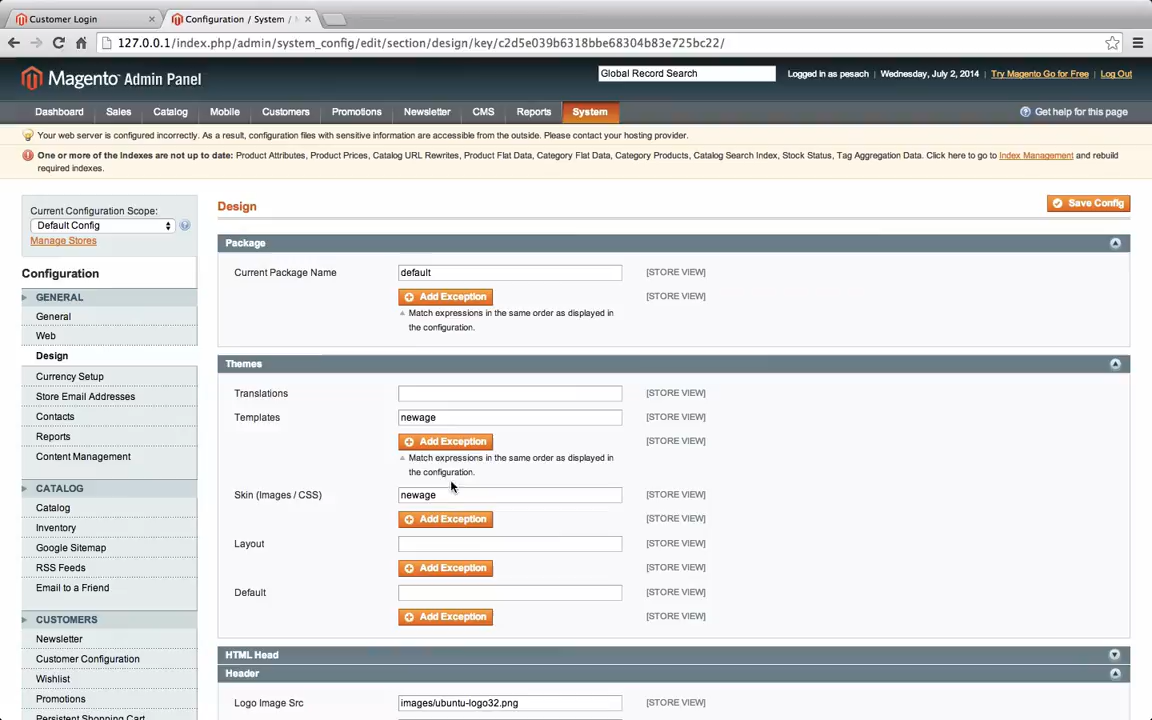 Customer Login
Configuration / System /
127.0.0.1/index.php/admin/system_config/edit/section/design/key/c2d5e039b6318bbe68304b83e725bc22/
Magento Admin Panel
Global Record Search
Logged in as pesach | Wednesday, July 2, 2014 | Try Magento Go for Free | Log Out
Dashboard Sales Catalog Mobile Customers Promotions Newsletter CMS Reports System
Get help for this page
Your web server is configured incorrectly. As a result, configuration files with sensitive information are accessible from the outside. Please contact your hosting provider.
One or more of the Indexes are not up to date: Product Attributes, Product Prices, Catalog URL Rewrites, Product Flat Data, Category Flat Data, Category Products, Catalog Search Index, Stock Status, Tag Aggregation Data. Click here to go to Index Management and rebuild
required indexes.
Current Configuration Scope:
Default Config
Manage Stores
Configuration
GENERAL
General
Web
Design
Currency Setup
Store Email Addresses
Contacts
Reports
Content Management
CATALOG
Catalog
Inventory
Google Sitemap
RSS Feeds
Email to a Friend
CUSTOMERS
Newsletter
Customer Configuration
Wishlist
Promotions
Persistent Shopping Cart
Design
Save Config
Package
Current Package Name default [STORE VIEW]
Add Exception [STORE VIEW]
Match expressions in the same order as displayed in
the configuration.
Themes
Translations [STORE VIEW]
Templates newage [STORE VIEW]
Add Exception [STORE VIEW]
Match expressions in the same order as displayed in
the configuration.
Skin (Images / CSS) newage [STORE VIEW]
Add Exception [STORE VIEW]
Layout [STORE VIEW]
Add Exception [STORE VIEW]
Default [STORE VIEW]
Add Exception [STORE VIEW]
HTML Head
Header
Logo Image Src images/ubuntu-logo32.png [STORE VIEW]